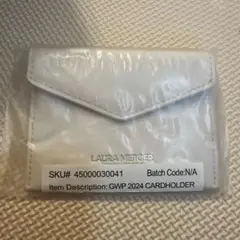 LAURA MERCIER
SKU# 45000030041 Batch Code:N/A
Item Description: GWP 2024 CARDHOLDER